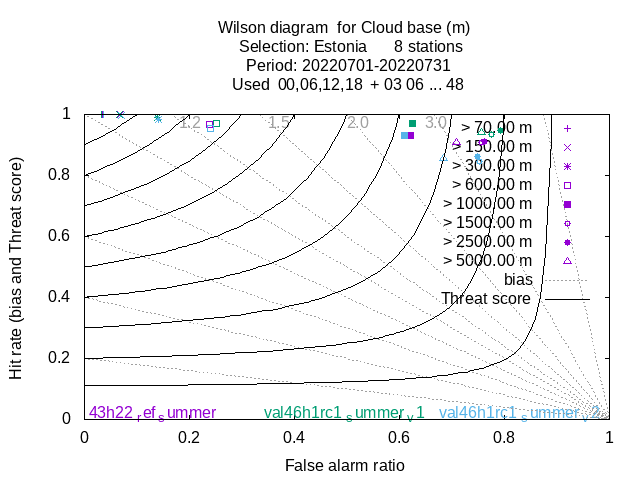 Wilson diagram for Cloud base (m)
Selection: Estonia 8 stations
Period: 20220701-20220731
Used 00,06,12,18 + 03 06 ... 48
1.2 1.5 2.0 3.0
> 70.00 m
> 150.00 m
> 300.00 m
> 600.00 m
> 1000.00 m
> 1500.00 m
> 2500.00 m
> 5000.00 m
bias
Threat score
1
0.8
0.6
0.4
0.2
0
Hit rate (bias and Threat score)
43h22refsummer val46h1rc1summerv1 val46h1rc1summerv2
0 0.2 0.4 0.6 0.8 1
False alarm ratio